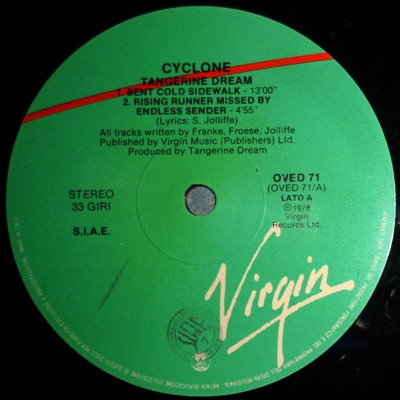 CYCLONE
TANGERINE DREAM
1. BENT COLD SIDEWALK - 13'00"
2. RISING RUNNER MISSED BY
ENDLESS SENDER - 4'55"
(Lyrics: S. Jolliffe)
All tracks written by Franke, Froese, Jolliffe
Published by Virgin Music (Publishers) Ltd.
Produced by Tangerine Dream
STEREO
33 GIRI
S.I.A.E.
OVED 71
(OVED 71/A)
LATO A
℗ 1978
Virgin
Records Ltd.
Virgin